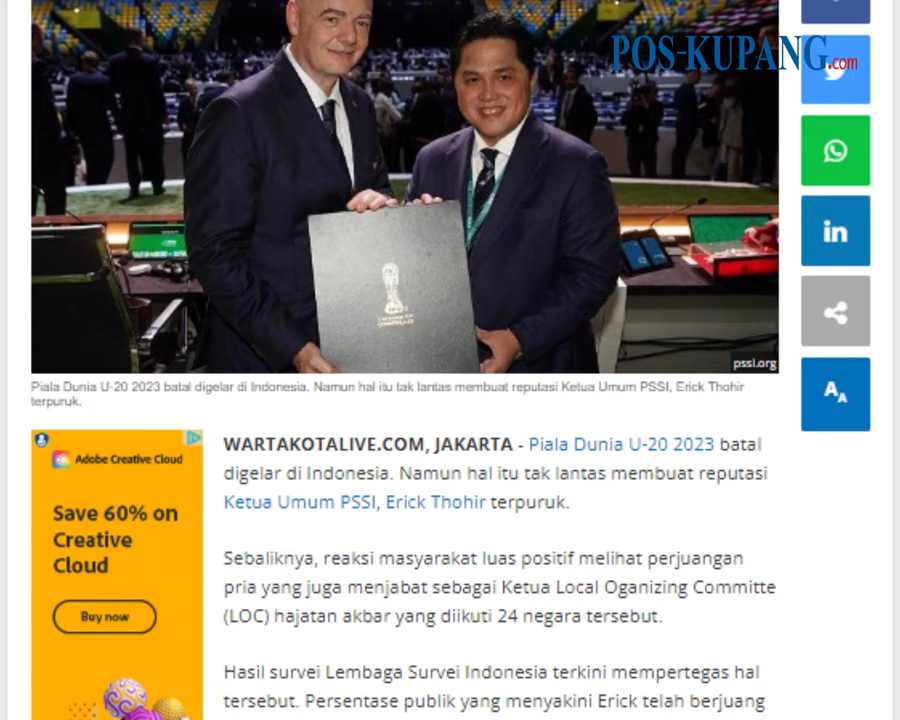 POS-KUPANG.com
pssi.org
Piala Dunia U-20 2023 batal digelar di Indonesia. Namun hal itu tak lantas membuat reputasi Ketua Umum PSSI, Erick Thohir
terpuruk.
Adobe Creative Cloud
Save 60% on
Creative
Cloud
Buy now
WARTAKOTALIVE.COM, JAKARTA - Piala Dunia U-20 2023 batal
digelar di Indonesia. Namun hal itu tak lantas membuat reputasi
Ketua Umum PSSI, Erick Thohir terpuruk.
Sebaliknya, reaksi masyarakat luas positif melihat perjuangan
pria yang juga menjabat sebagai Ketua Local Oganizing Committe
(LOC) hajatan akbar yang diikuti 24 negara tersebut.
Hasil survei Lembaga Survei Indonesia terkini mempertegas hal
tersebut. Persentase publik yang menyakini Erick telah berjuang
in
AA